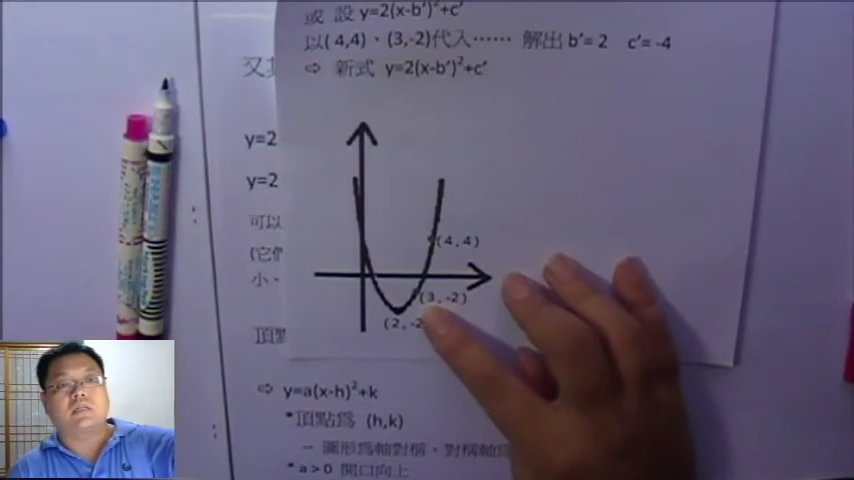 或 設 y=2(x-b')²+c'
以( 4,4)、(3,-2)代入⋯⋯ 解出 b'= 2 c'= -4
⇨ 新式 y=2(x-b')²+c'
又
y=2
y=2
可以
(它們
小、
頂點
(4,4)
(3,-2)
(2,-2
⇨ y=a(x-h)²+k
*頂點為 (h,k)
– 圖形為軸對稱，對稱軸為
* a > 0 開口向上